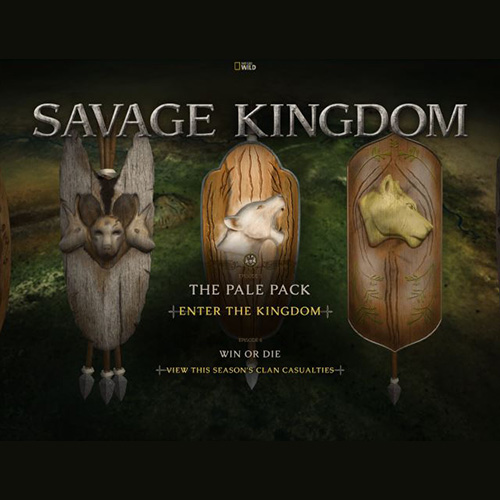 WILD
SAVAGE KINGDOM
THE PALE PACK
ENTER THE KINGDOM
WIN OR DIE
VIEW THIS SEASON'S CLAN CASUALTIES